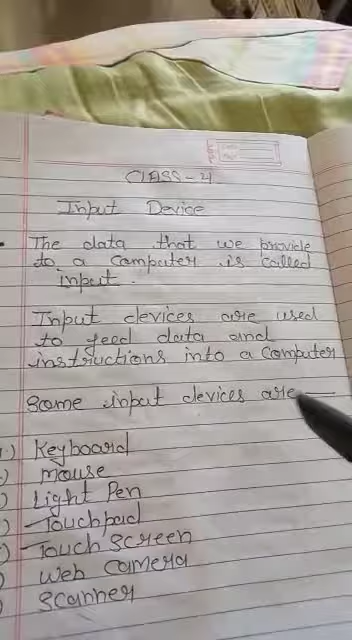 CLASS-4
Input Device
The data that we provide
to a computer is called
input.
Input devices are used
to feed data and
instructions into a computer
Some input devices are
1.) Keyboard
) Mouse
) Light Pen
) Touchpad
) Touch screen
) Web camera
) Scanner